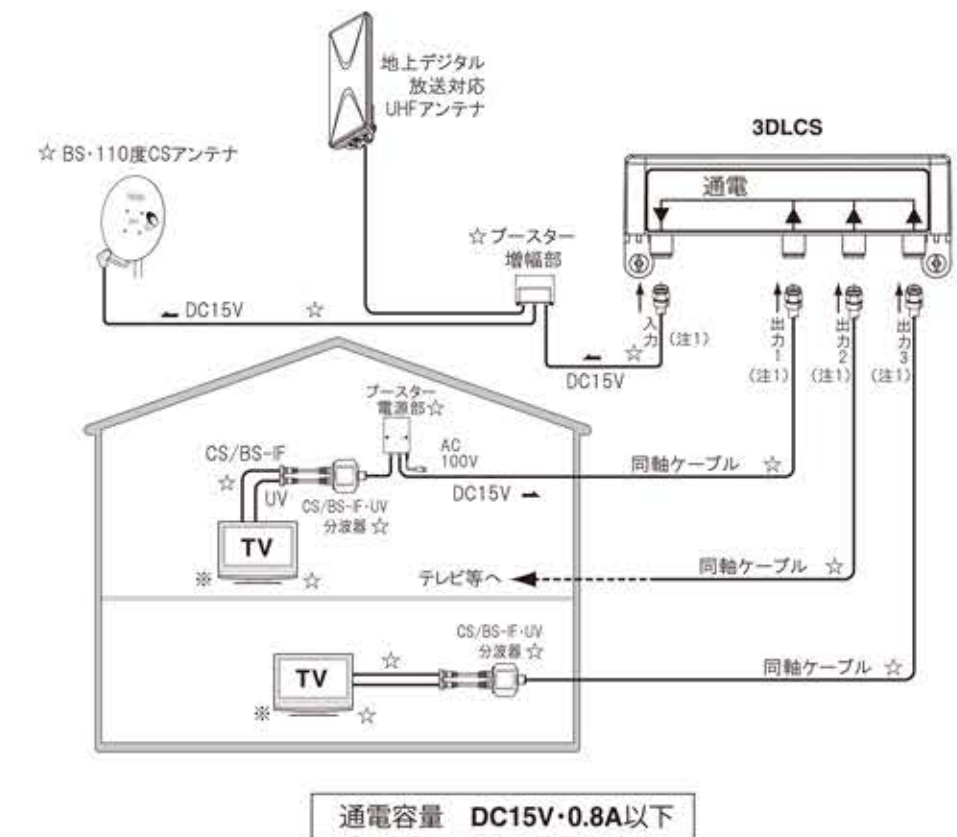 地上デジタル
放送対応
UHFアンテナ
☆ BS・110度CSアンテナ
3DLCS
通電
☆ブースター
増幅部
DC15V ☆
入力
(注1)
☆
DC15V
出力1
(注1)
出力2
(注1)
出力3
(注1)
ブースター
電源部☆
AC
100V
CS/BS-IF
☆
UV
CS/BS-IF・UV
分波器 ☆
DC15V
同軸ケーブル ☆
TV
※ ☆
テレビ等へ
同軸ケーブル ☆
CS/BS-IF・UV
分波器 ☆
☆
TV
※ ☆
同軸ケーブル ☆
通電容量 DC15V・0.8A以下